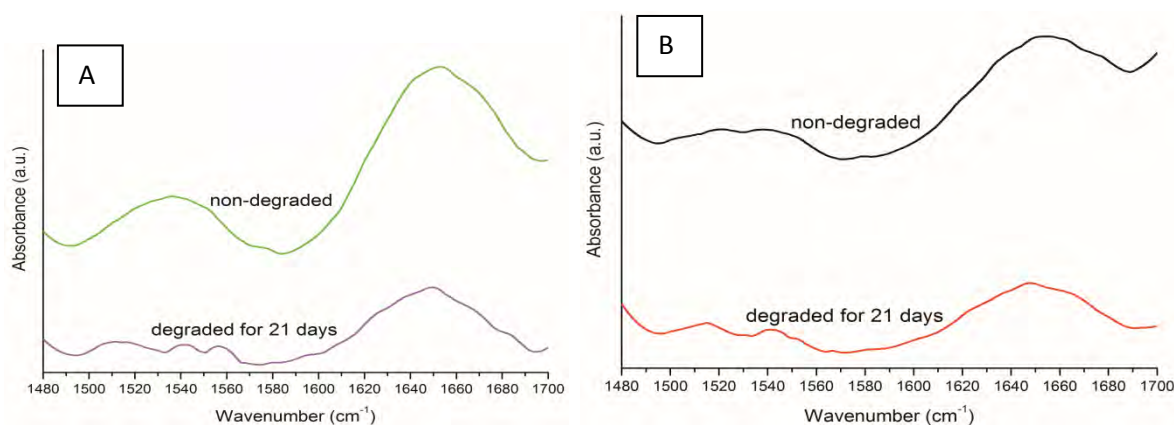 A
non-degraded
degraded for 21 days
Absorbance (a.u.)
1480 1500 1520 1540 1560 1580 1600 1620 1640 1660 1680 1700
Wavenumber (cm⁻¹)
B
non-degraded
degraded for 21 days
Absorbance (a.u.)
1480 1500 1520 1540 1560 1580 1600 1620 1640 1660 1680 1700
Wavenumber (cm⁻¹)